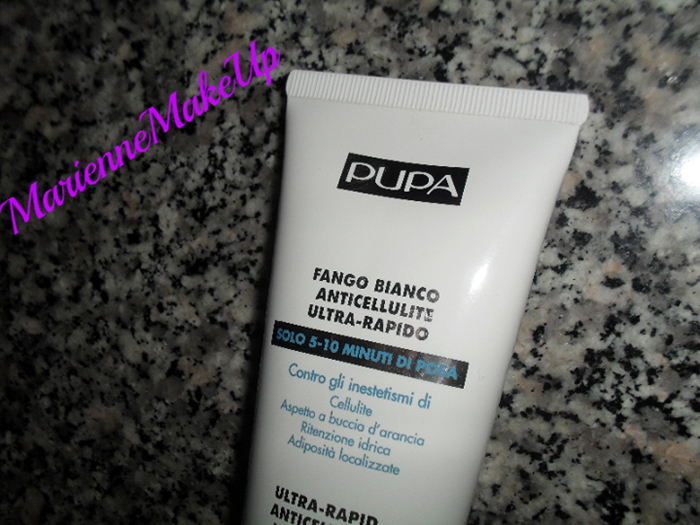 MarienneMakeUp
PUPA
FANGO BIANCO
ANTICELLULITE
ULTRA-RAPIDO
SOLO 5-10 MINUTI DI POSA
Contro gli inestetismi di
Cellulite
Aspetto a buccia d'arancia
Ritenzione idrica
Adiposità localizzate
ULTRA-RAPID